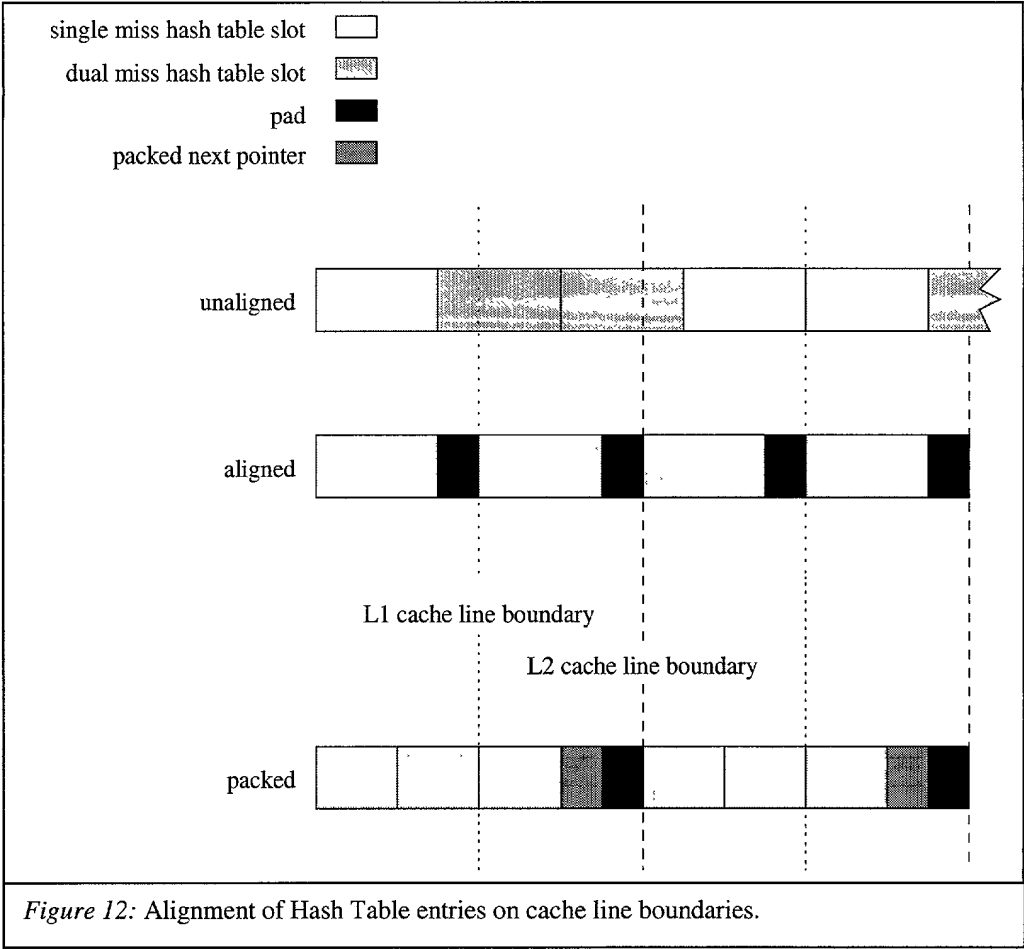 single miss hash table slot
dual miss hash table slot
pad
packed next pointer
unaligned
aligned
L1 cache line boundary
L2 cache line boundary
packed
Figure 12: Alignment of Hash Table entries on cache line boundaries.